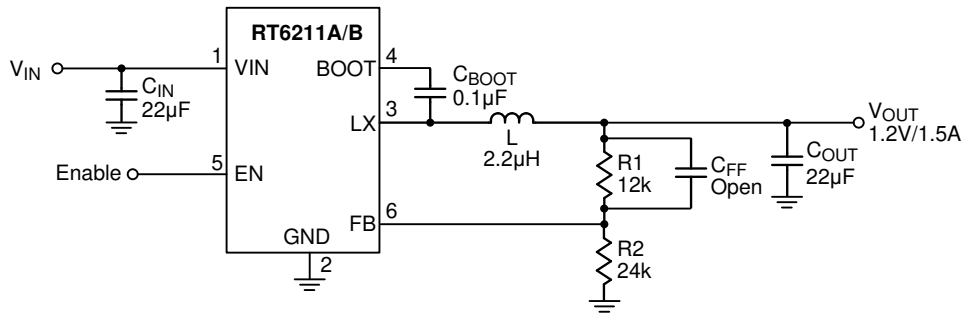 RT6211A/B
VIN
1
VIN
BOOT
4
CBOOT
0.1µF
CIN
22µF
LX
3
L
2.2µH
VOUT
1.2V/1.5A
COUT
22µF
R1
12k
CFF
Open
Enable
5
EN
FB
6
GND
2
R2
24k